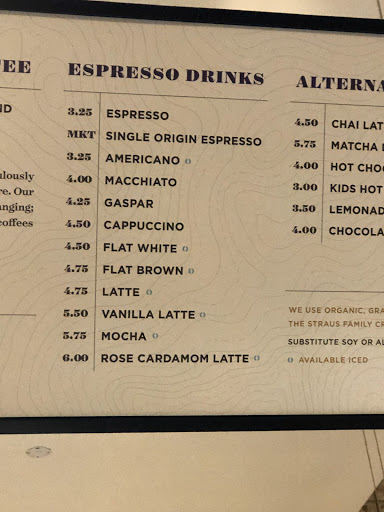 FEE
ND
ulously
re. Our
anging;
coffees
ESPRESSO DRINKS
3.25 ESPRESSO
MKT SINGLE ORIGIN ESPRESSO
3.25 AMERICANO
4.00 MACCHIATO
4.25 GASPAR
4.50 CAPPUCCINO
4.50 FLAT WHITE
4.75 FLAT BROWN
4.75 LATTE
5.50 VANILLA LATTE
5.75 MOCHA
6.00 ROSE CARDAMOM LATTE
ALTERNA
4.50 CHAI LAT
5.75 MATCHA L
4.00 HOT CHOC
3.00 KIDS HOT
3.50 LEMONAD
4.00 CHOCOLA
WE USE ORGANIC, GRA
THE STRAUS FAMILY CR
SUBSTITUTE SOY OR AL
AVAILABLE ICED